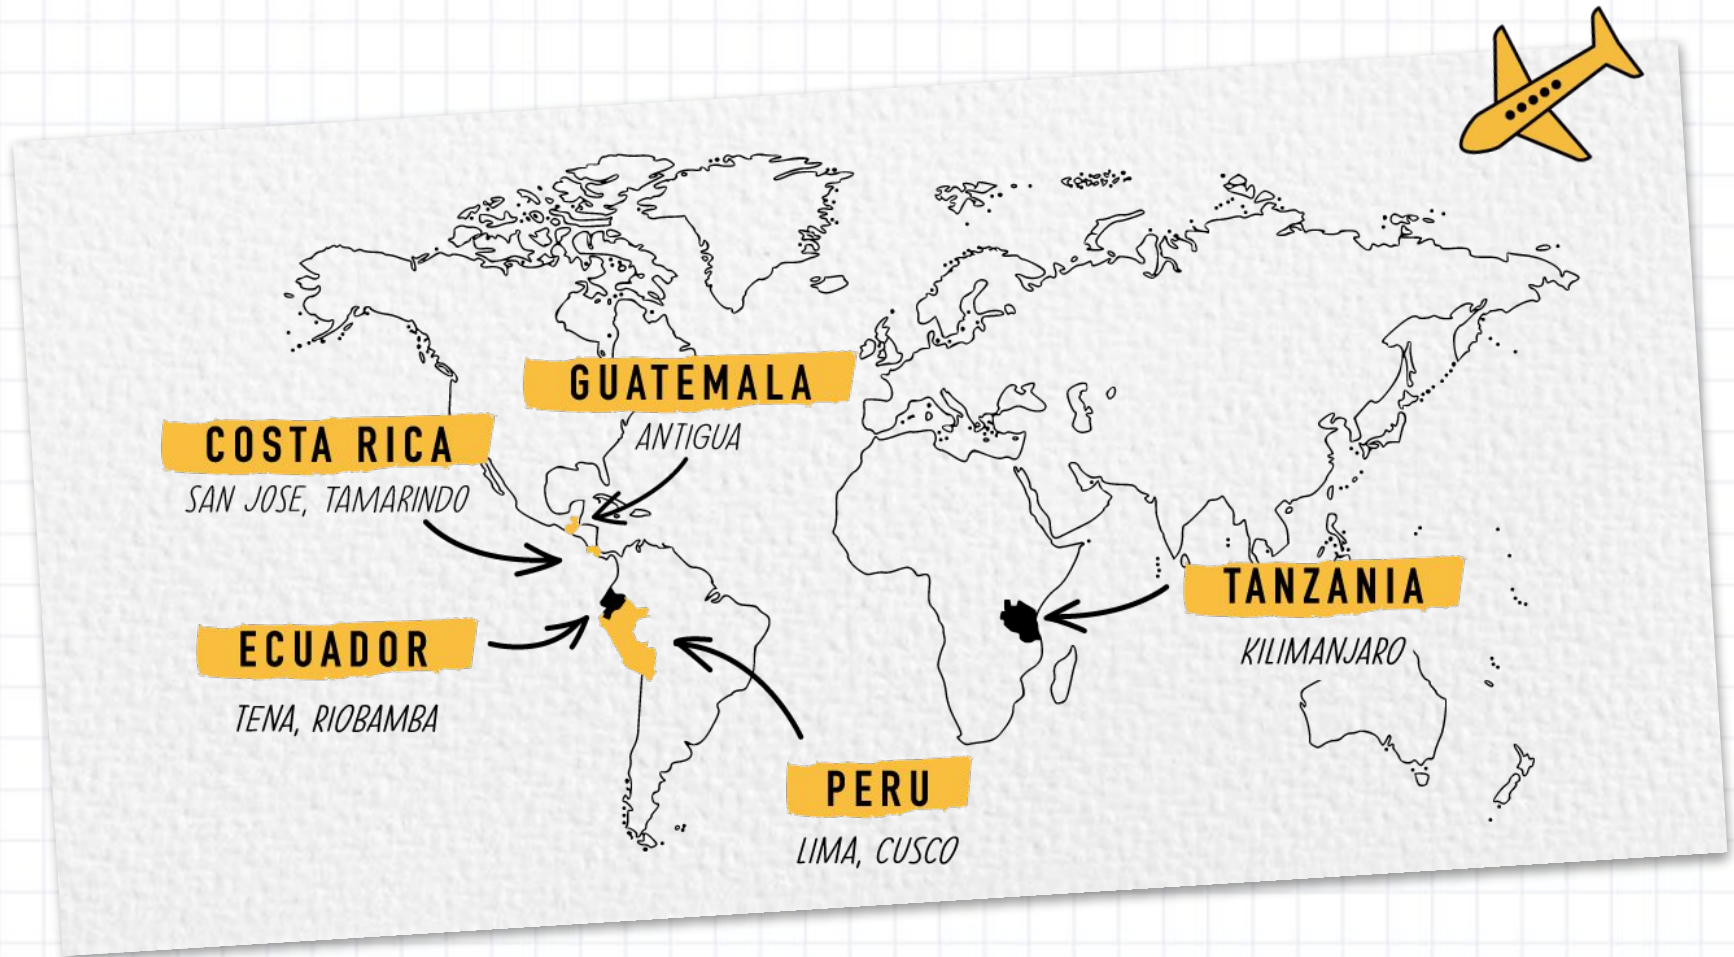 GUATEMALA
ANTIGUA
COSTA RICA
SAN JOSE, TAMARINDO
TANZANIA
KILIMANJARO
ECUADOR
TENA, RIOBAMBA
PERU
LIMA, CUSCO